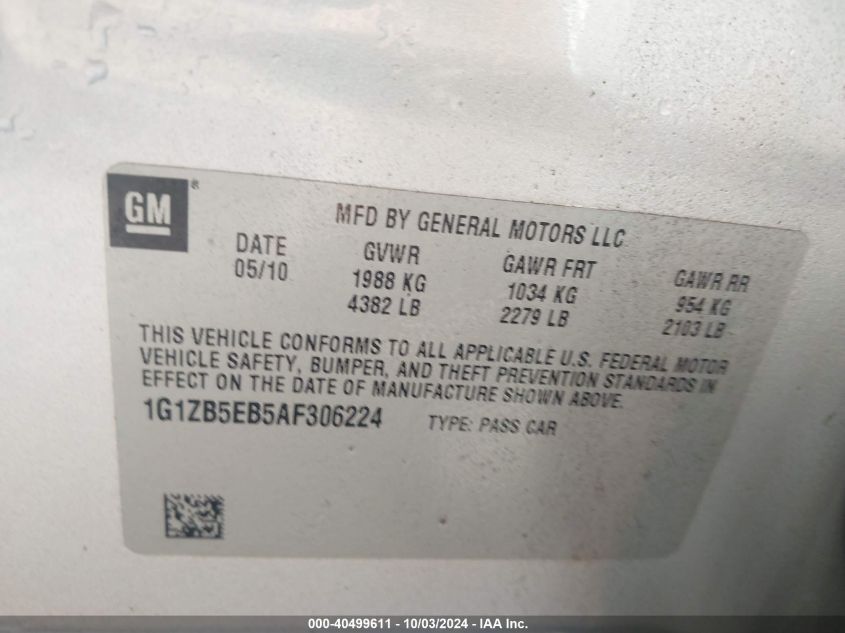 GM®
MFD BY GENERAL MOTORS LLC
DATE GVWR GAWR FRT GAWR RR
05/10 1988 KG 1034 KG 954 KG
4382 LB 2279 LB 2103 LB
THIS VEHICLE CONFORMS TO ALL APPLICABLE U.S. FEDERAL MOTOR
VEHICLE SAFETY, BUMPER, AND THEFT PREVENTION STANDARDS IN
EFFECT ON THE DATE OF MANUFACTURE SHOWN ABOVE.
1G1ZB5EB5AF306224 TYPE: PASS CAR
000-40499611 - 10/03/2024 - IAA Inc.